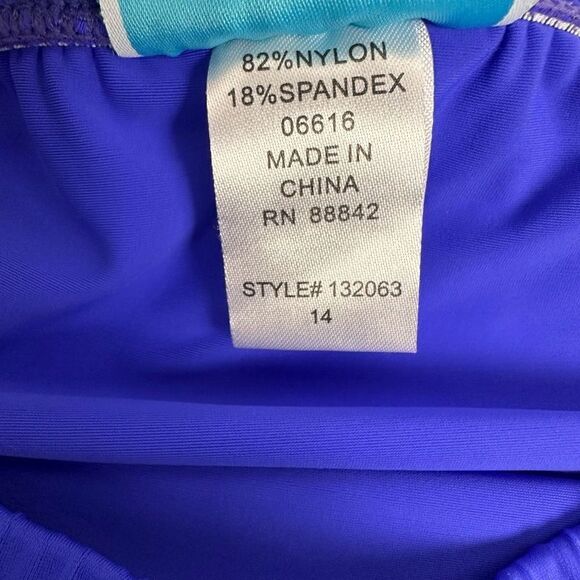 82%NYLON
18%SPANDEX
06616
MADE IN
CHINA
RN 88842
STYLE# 132063
14